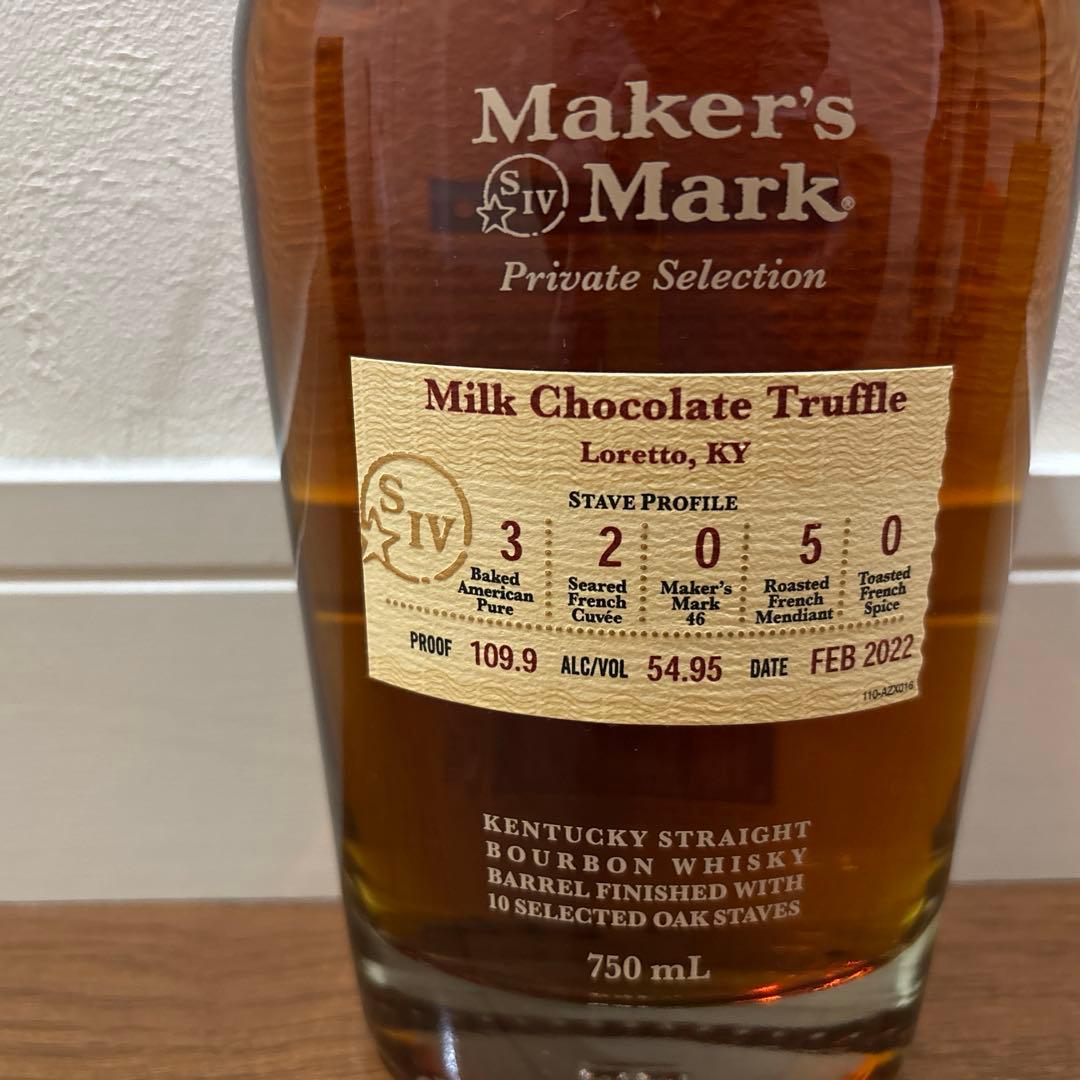 Maker's
S IV Mark®
Private Selection
Milk Chocolate Truffle
Loretto, KY
STAVE PROFILE
S IV
3 2 0 5 0
Baked American Pure
Seared French Cuvée
Maker's Mark 46
Roasted French Mendiant
Toasted French Spice
PROOF 109.9 ALC/VOL 54.95 DATE FEB 2022
110-AZX016
KENTUCKY STRAIGHT
BOURBON WHISKY
BARREL FINISHED WITH
10 SELECTED OAK STAVES
750 mL